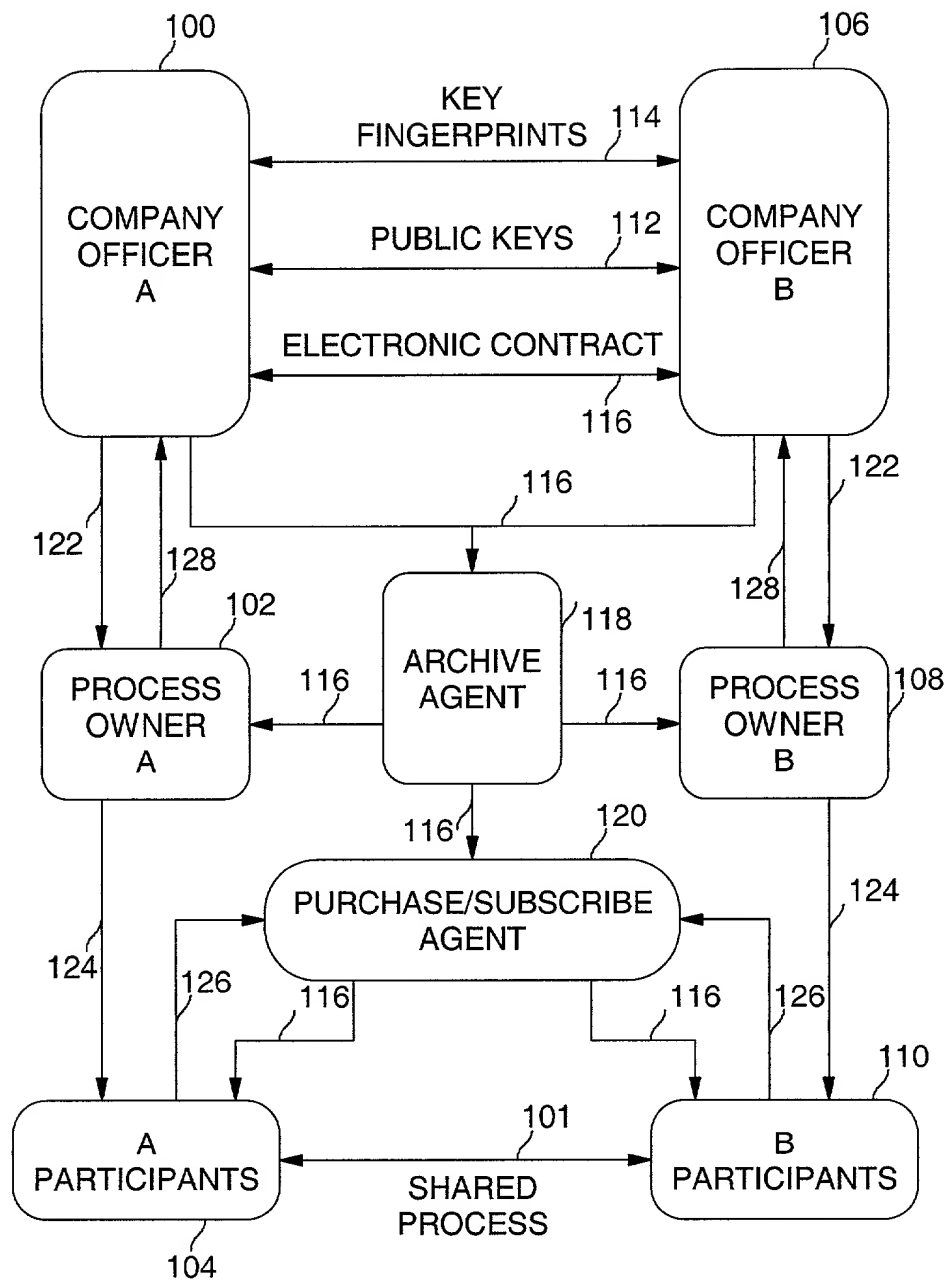 100
106
KEY
FINGERPRINTS
114
COMPANY
OFFICER
A
COMPANY
OFFICER
B
PUBLIC KEYS
112
ELECTRONIC CONTRACT
116
116
122
128
122
128
102
118
ARCHIVE
AGENT
PROCESS
OWNER
A
116
116
PROCESS
OWNER
B
108
116
120
PURCHASE/SUBSCRIBE
AGENT
124
124
126
116
116
126
110
101
A
PARTICIPANTS
B
PARTICIPANTS
SHARED
PROCESS
104